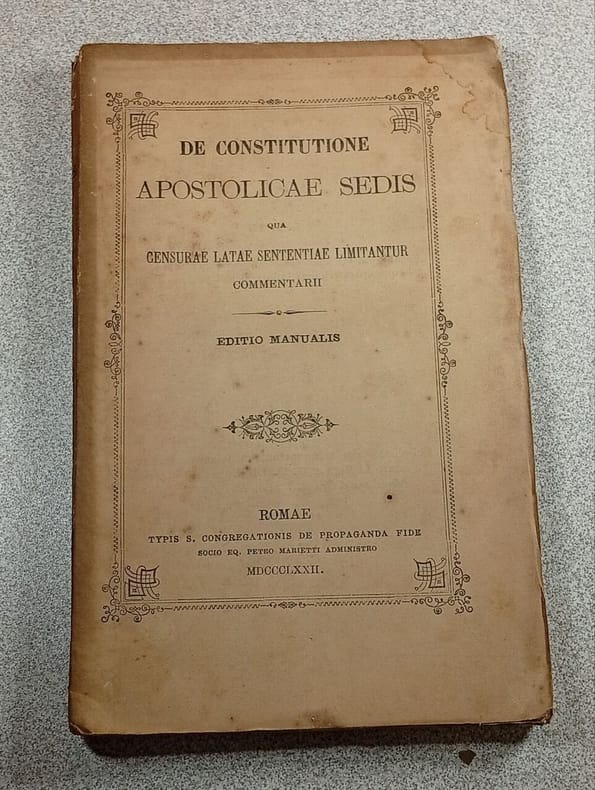 DE CONSTITUTIONE
APOSTOLICAE SEDIS
QUA
CENSURAE LATAE SENTENTIAE LIMITANTUR
COMMENTARII
EDITIO MANUALIS
ROMAE
TYPIS S. CONGREGATIONIS DE PROPAGANDA FIDE
SOCIO EQ. PETRO MARIETTI ADMINISTRO
MDCCCLXXII.